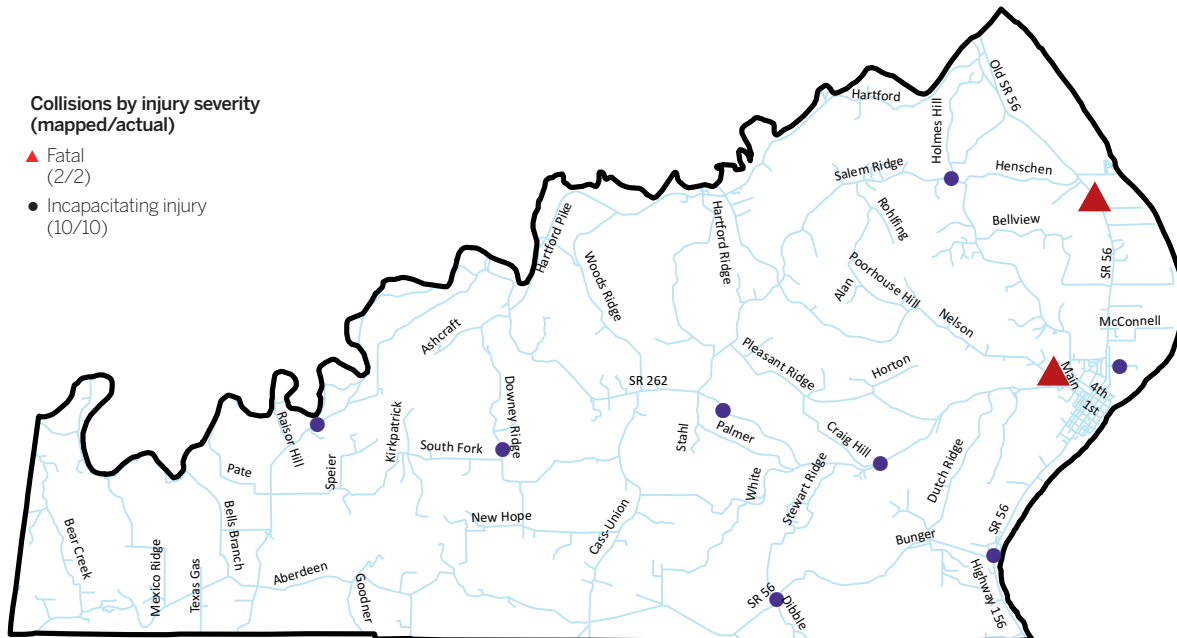 Collisions by injury severity
(mapped/actual)
Fatal
(2/2)
Incapacitating injury
(10/10)
Hartford
Old SR 56
Holmes Hill
Salem Ridge
Henschen
Rohlfing
Bellview
Hartford Pike
Hartford Ridge
SR 56
Woods Ridge
Poorhouse Hill
Alan
Nelson
McConnell
Ashcraft
Pleasant Ridge
Horton
Main
4th
1st
SR 262
Downey Ridge
Kirkpatrick
Raisor Hill
Speier
South Fork
Stahl
Palmer
Craig Hill
Pate
White
Stewart Ridge
Dutch Ridge
Bells Branch
New Hope
Cass-Union
SR 56
Bunger
Bear Creek
Mexico Ridge
Texas Gas
Aberdeen
Goodner
SR 56
Dibble
Highway 156